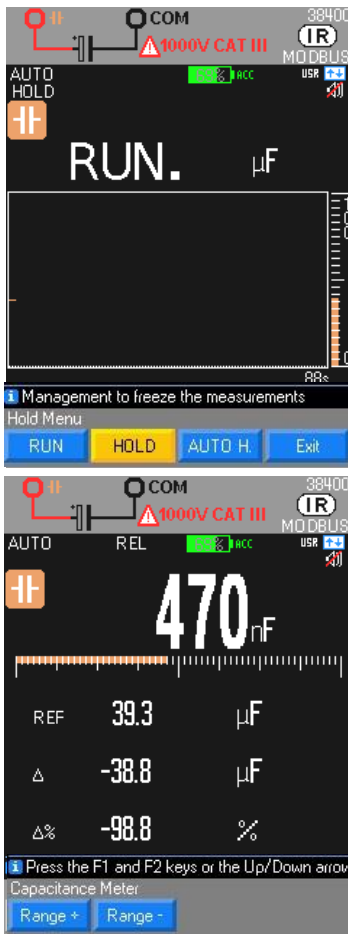 COM 38400
1000V CAT III
IR
MODBUS
AUTO % ACC USR
HOLD
RUN. µF
88s
Management to freeze the measurements
Hold Menu
RUN HOLD AUTO H. Exit
COM 38400
1000V CAT III
IR
MODBUS
AUTO REL % ACC USR
470 nF
REF 39.3 µF
Δ -38.8 µF
Δ% -98.8 %
Press the F1 and F2 keys or the Up/Down arrow
Capacitance Meter
Range + Range -